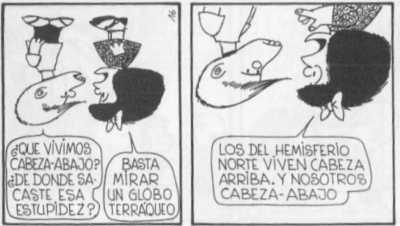 ¿QUE VIVIMOS
CABEZA-ABAJO?
¿DE DONDE SA-
CASTE ESA
ESTUPIDEZ?
BASTA
MIRAR
UN GLOBO
TERRÁQUEO
LOS DEL HEMISFERIO
NORTE VIVEN CABEZA
ARRIBA. Y NOSOTROS
CABEZA-ABAJO